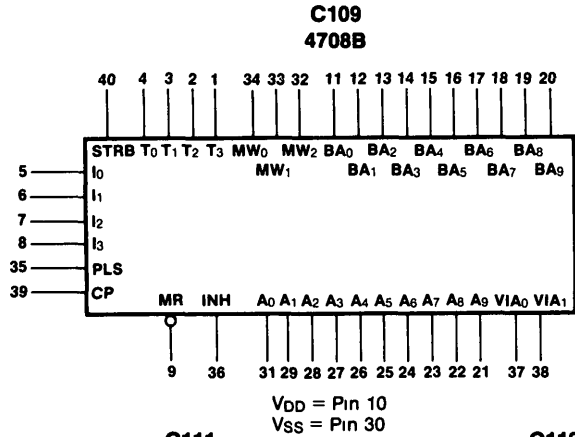 C109
4708B
40 4 3 2 1 34 33 32 11 12 13 14 15 16 17 18 19 20
STRB T0 T1 T2 T3 MW0 MW2 BA0 BA2 BA4 BA6 BA8
MW1 BA1 BA3 BA5 BA7 BA9
5 I0
6 I1
7 I2
8 I3
35 PLS
39 CP
MR INH A0 A1 A2 A3 A4 A5 A6 A7 A8 A9 VIA0 VIA1
9 36 31 29 28 27 26 25 24 23 22 21 37 38
VDD = Pin 10
VSS = Pin 30